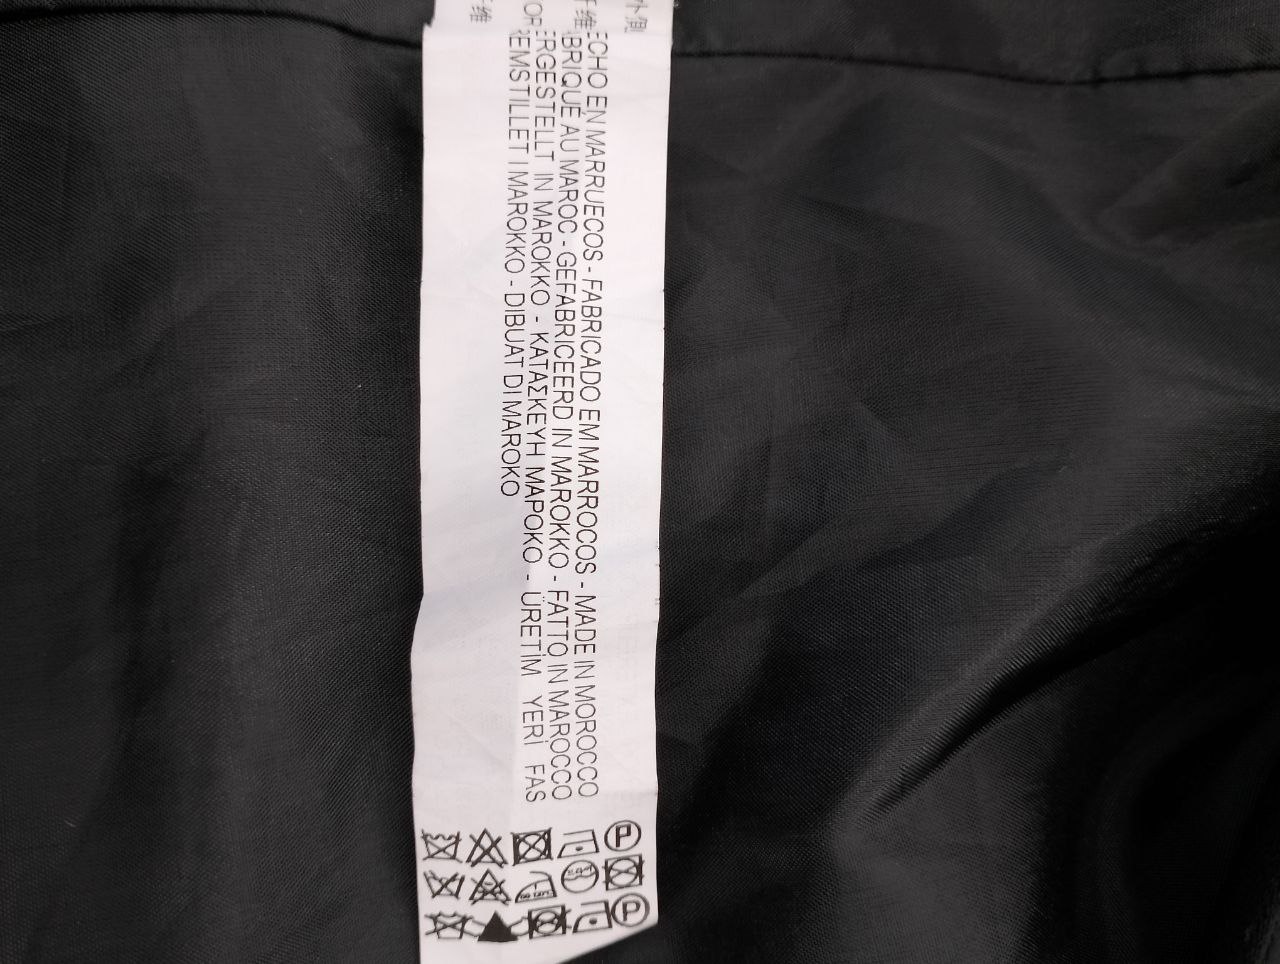 ECHO EN MARRUECOS - FABRICADO EM MARROCOS - MADE IN MOROCCO
BRIQUÉ AU MAROC - GEFABRICEERD IN MAROKKO - FATTO IN MAROCCO
ERGESTELLT IN MAROKKO - ΚΑΤΑΣΚΕΥΗ ΜΑΡΟΚΟ - ÜRETİM YERİ FAS
REMSTILLET I MAROKKO - DIBUAT DI MAROKO
P
P